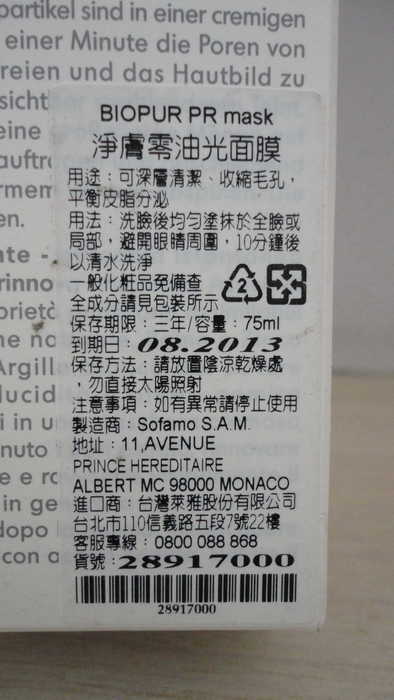 partikel sind in einer cremigen
einer Minute die Poren von
reien und das Hautbild zu
sicht
eine
auftr
rmen
en.
nte -
rinno
oprietà
ne no
Argill
lucid
i in u
nuto
e e rc
in ge
dopo
con a
BIOPUR PR mask
淨膚零油光面膜
用途：可深層清潔、收縮毛孔，
平衡皮脂分泌
用法：洗臉後均勻塗抹於全臉或
局部，避開眼睛周圍，10分鐘後
以清水洗淨
一般化粧品免備查
全成分請見包裝所示
2
保存期限：三年/容量：75ml
到期日：08.2013
保存方法：請放置陰涼乾燥處
，勿直接太陽照射
注意事項：如有異常請停止使用
製造商：Sofamo S.A.M.
地址：11,AVENUE
PRINCE HEREDITAIRE
ALBERT MC 98000 MONACO
進口商：台灣萊雅股份有限公司
台北市110信義路五段7號22樓
客服專線：0800 088 868
貨號：28917000
28917000